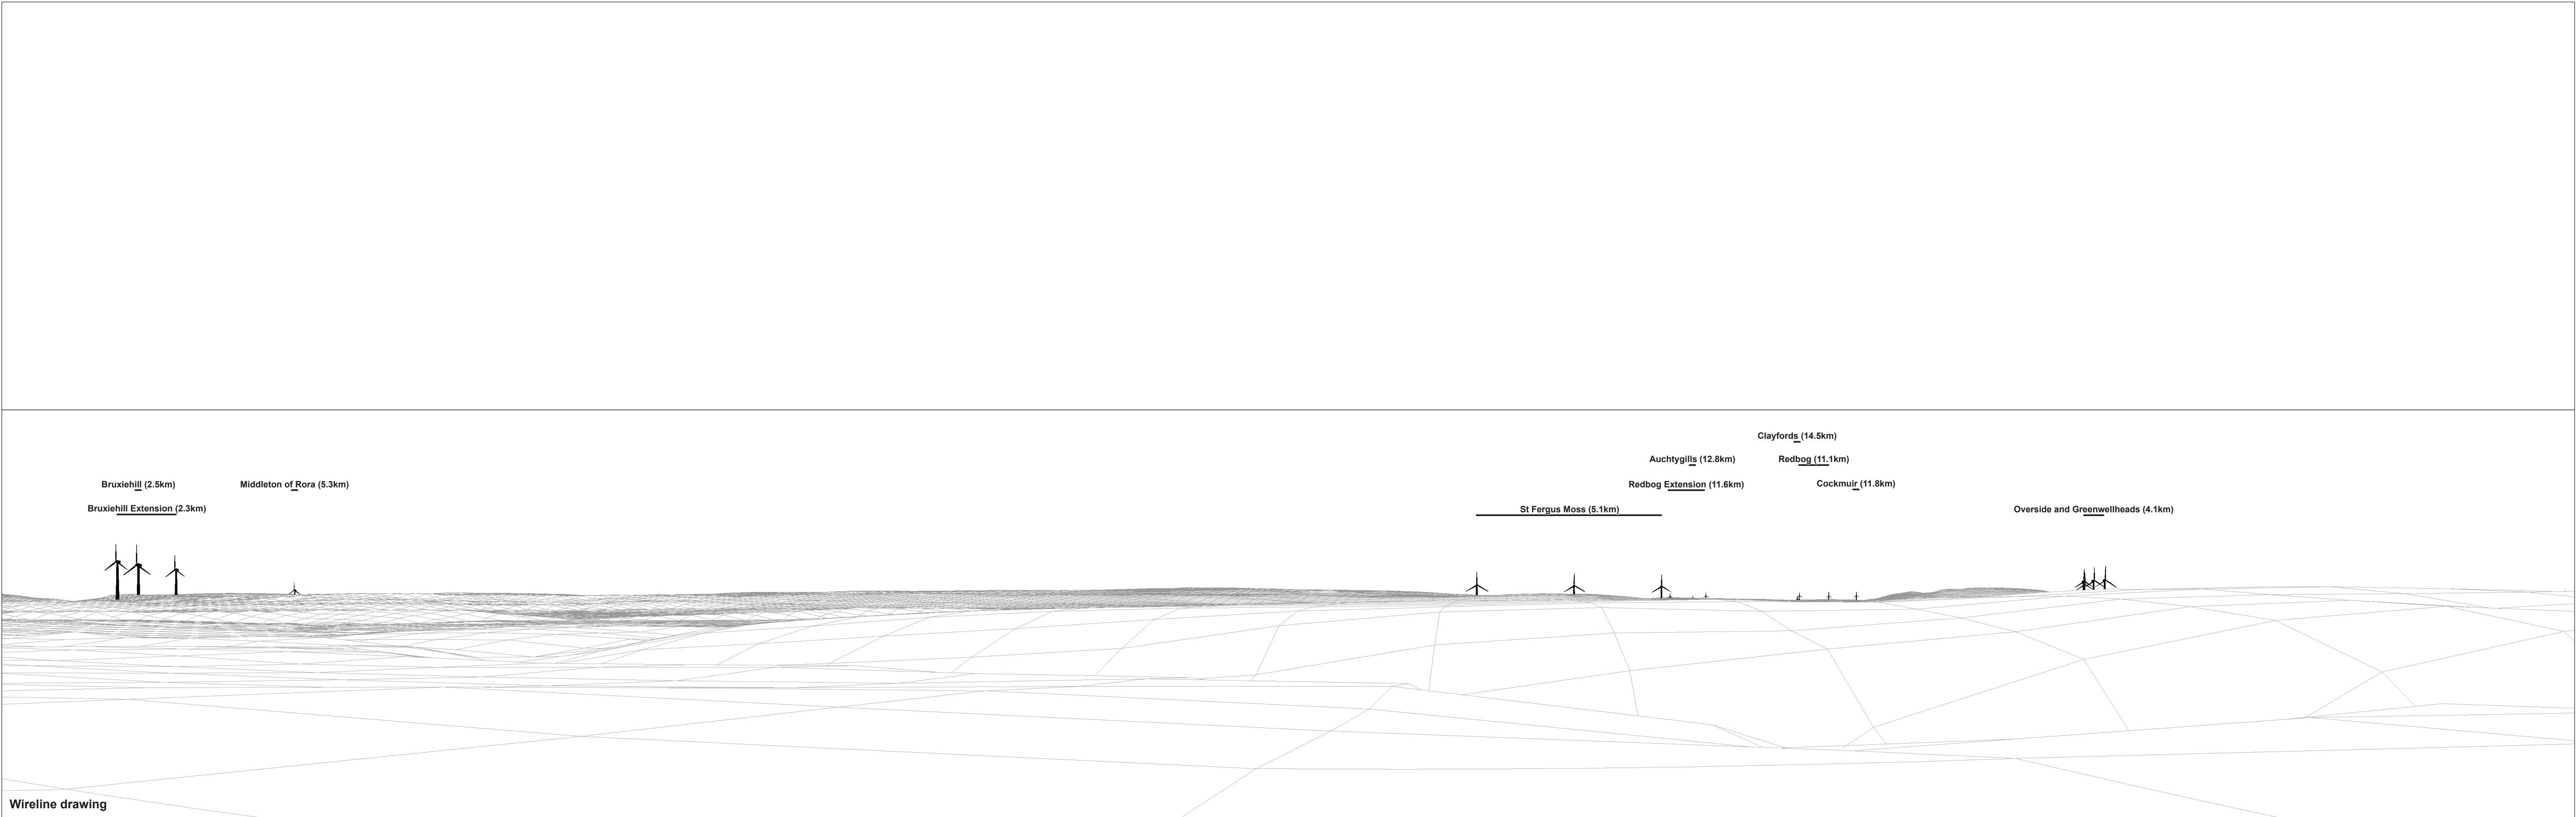 Clayfords (14.5km)
Auchtygills (12.8km)
Redbog (11.1km)
Bruxiehill (2.5km)
Middleton of Rora (5.3km)
Redbog Extension (11.6km)
Cockmuir (11.8km)
Bruxiehill Extension (2.3km)
St Fergus Moss (5.1km)
Overside and Greenwellheads (4.1km)
Wireline drawing